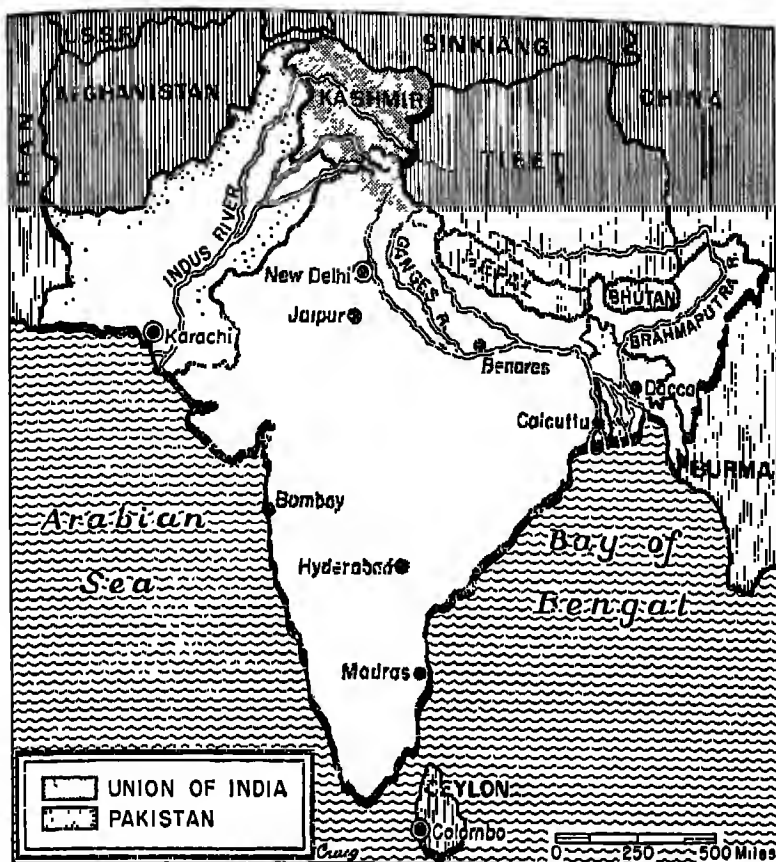 U.S.S.R.
SINKIANG
AFGHANISTAN
KASHMIR
CHINA
IRAN
TIBET
INDUS RIVER
New Delhi
GANGES R.
NEPAL
BHUTAN
BRAHMAPUTRA R.
Jaipur
Karachi
Benares
Dacca
Calcutta
BURMA
Bombay
Arabian
Sea
Bay of
Bengal
Hyderabad
Madras
UNION OF INDIA
PAKISTAN
CEYLON
Colombo
Craig
0 250 500 Miles